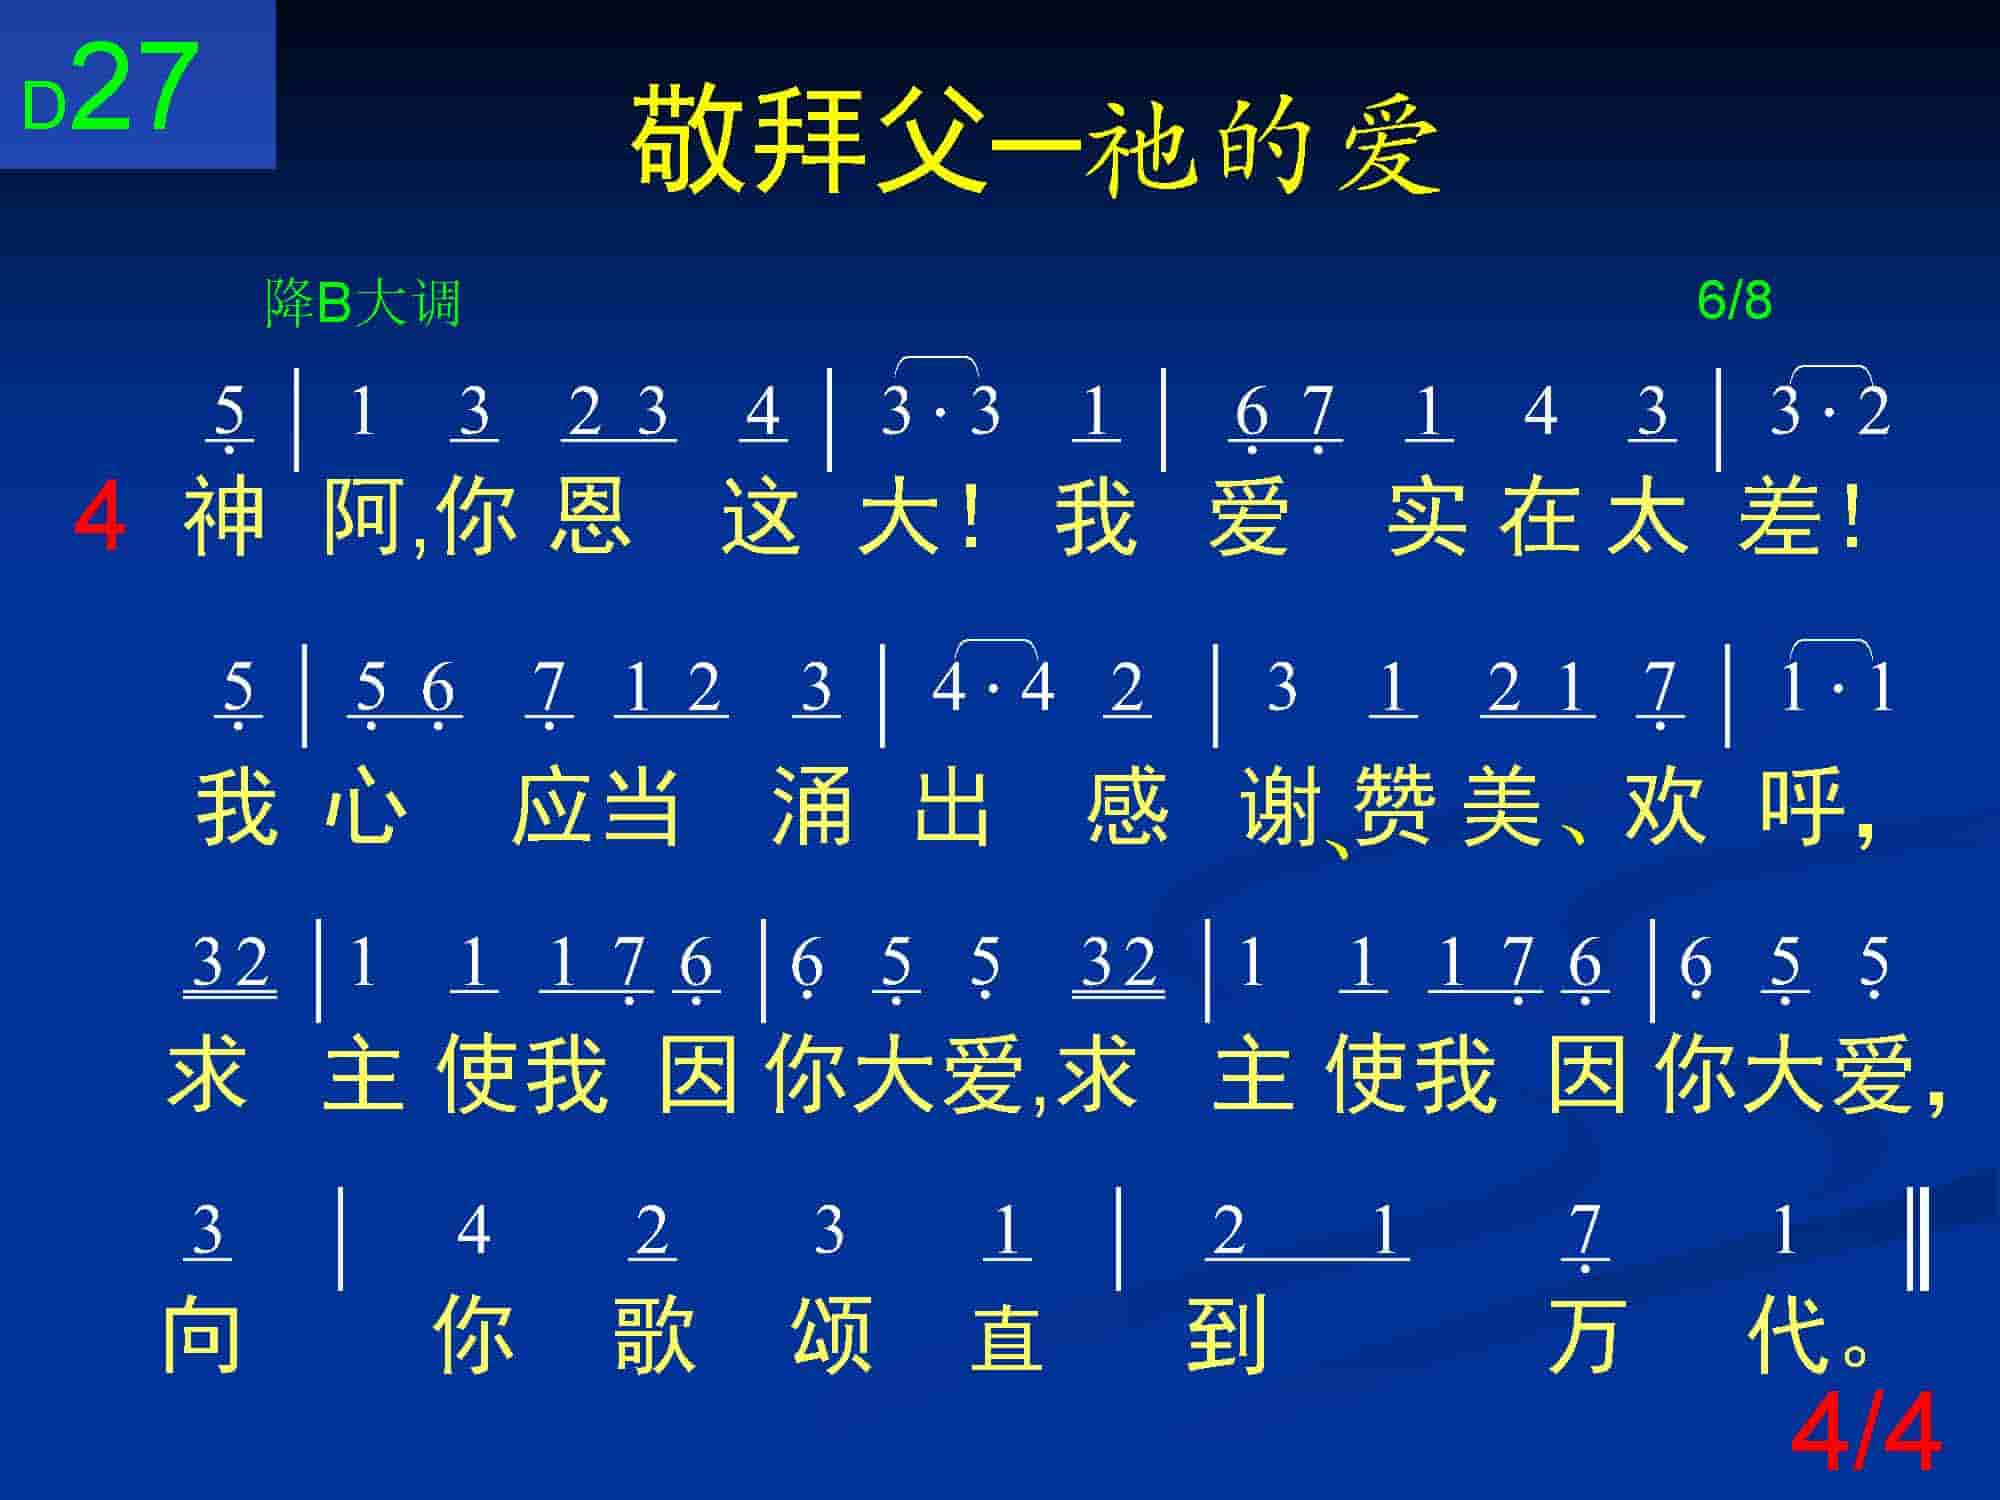 D27
敬拜父—祂的爱
降B大调 6/8
5̣ | 1 3 2 3 4 | 3 · 3 1 | 6̣ 7̣ 1 4 3 | 3 · 2
4 神 阿,你 恩 这 大！ 我 爱 实 在 太 差！
5̣ | 5̣ 6̣ 7̣ 1 2 3 | 4 · 4 2 | 3 1 2 1 7̣ | 1 · 1
我 心 应当 涌 出 感 谢、赞 美、欢 呼，
3 2 | 1 1 1 7̣ 6̣ | 6̣ 5̣ 5̣ 3 2 | 1 1 1 7̣ 6̣ | 6̣ 5̣ 5̣
求 主 使我 因 你大爱,求 主 使我 因 你大爱，
3 | 4 2 3 1 | 2 1 7̣ 1 ‖
向 你 歌 颂 直 到 万 代。
4/4